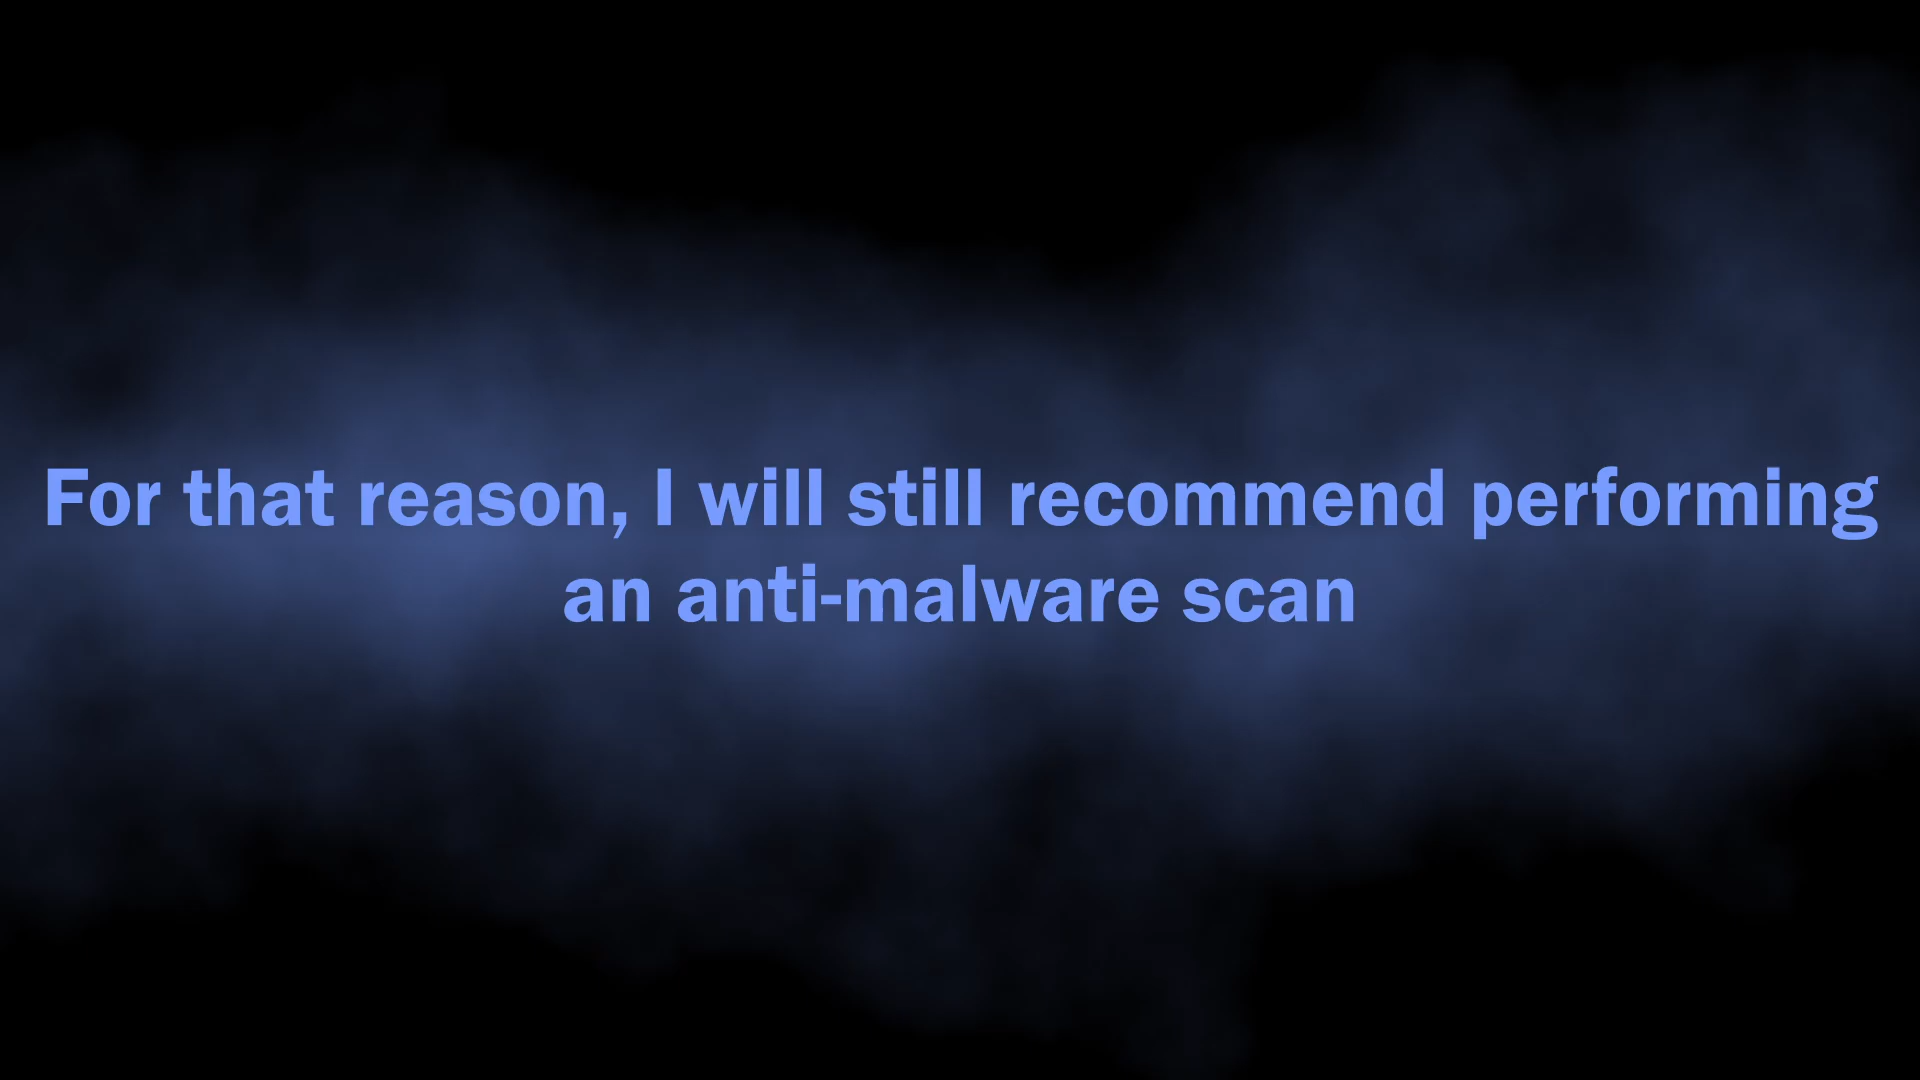 For that reason, I will still recommend performing
an anti-malware scan